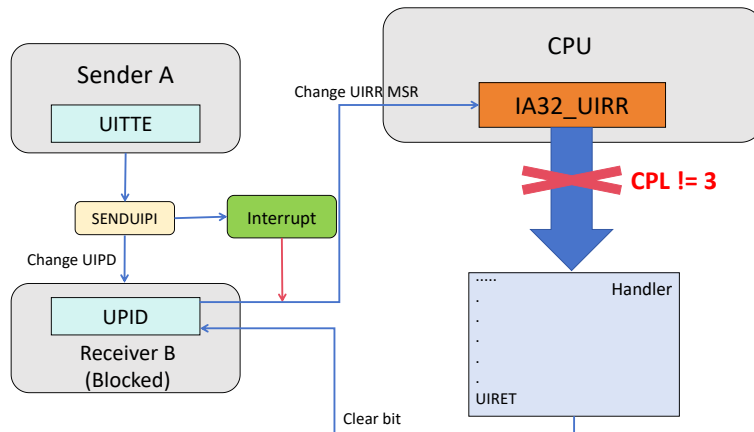 Sender A
UITTE
SENDUIPI
Interrupt
Change UIPD
UPID
Receiver B
(Blocked)
Change UIRR MSR
CPU
IA32_UIRR
CPL != 3
.....
Handler
.
.
.
.
.
UIRET
Clear bit